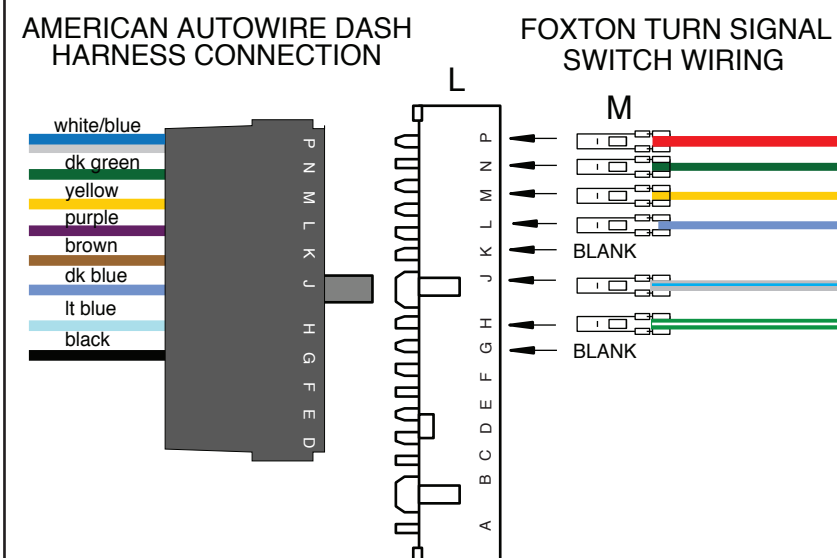 AMERICAN AUTOWIRE DASH
HARNESS CONNECTION
FOXTON TURN SIGNAL
SWITCH WIRING
L
M
white/blue
dk green
yellow
purple
brown
dk blue
lt blue
black
P
N
M
L
K
J
H
G
F
E
D
P
N
M
L
K
J
H
G
F
E
D
C
B
A
BLANK
BLANK